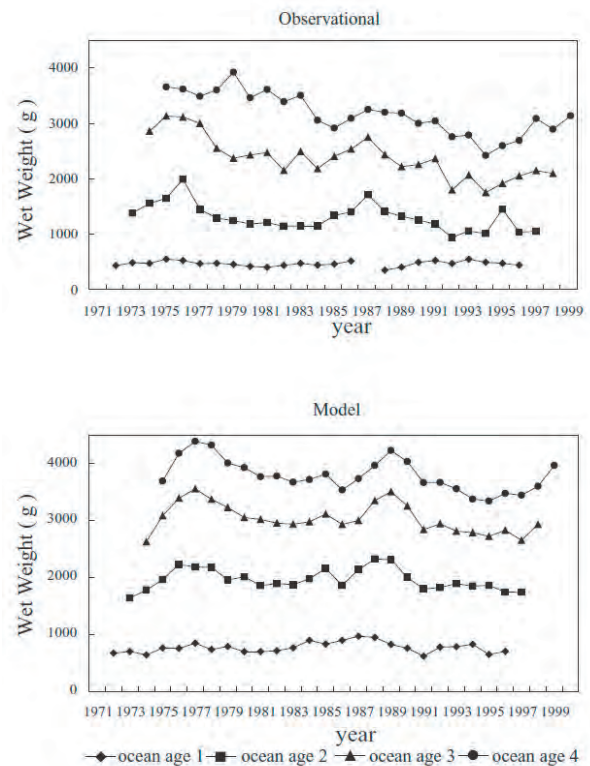 Observational
Wet Weight ( g )
4000
3000
2000
1000
0
1971 1973 1975 1977 1979 1981 1983 1985 1987 1989 1991 1993 1995 1997 1999
year
Model
Wet Weight ( g )
4000
3000
2000
1000
0
1971 1973 1975 1977 1979 1981 1983 1985 1987 1989 1991 1993 1995 1997 1999
year
ocean age 1 ocean age 2 ocean age 3 ocean age 4